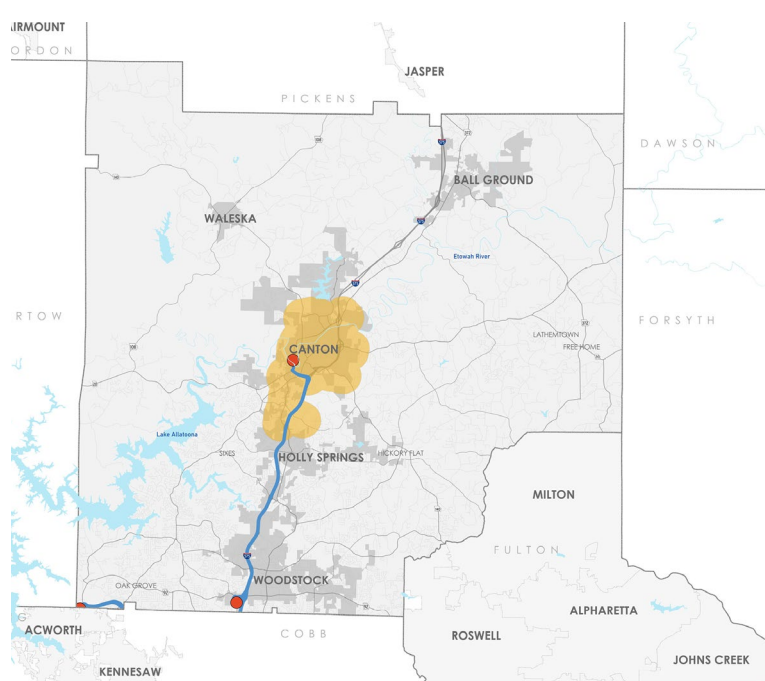 IRMOUNT
ORDON
JASPER
PICKENS
DAWSON
BALL GROUND
WALESKA
Etowah River
RTOW
FORSYTH
LATHEMTOWN
FREE HOME
CANTON
Lake Allatoona
SIXES
HOLLY SPRINGS
HICKORY FLAT
MILTON
FULTON
WOODSTOCK
OAK GROVE
ALPHARETTA
G
ACWORTH
COBB
ROSWELL
JOHNS CREEK
KENNESAW